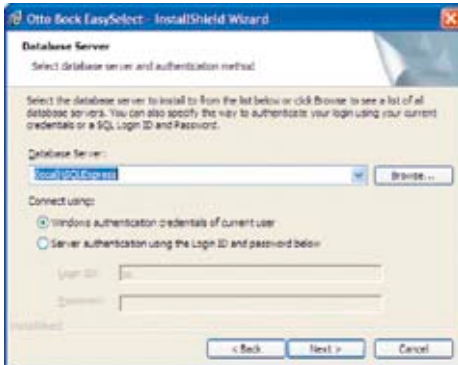 Otto Bock EasySelect - InstallShield Wizard
Database Server
Select database server and authentication method
Select the database server to install to from the list below or click Browse to see a list of all
database servers. You can also specify the way to authenticate your login using your current
credentials or a SQL Login ID and Password.
Database Server:
(local)\SQLExpress
Browse...
Connect using:
Windows authentication credentials of current user
Server authentication using the Login ID and password below
Login ID:
sa
Password:
InstallShield
< Back
Next >
Cancel